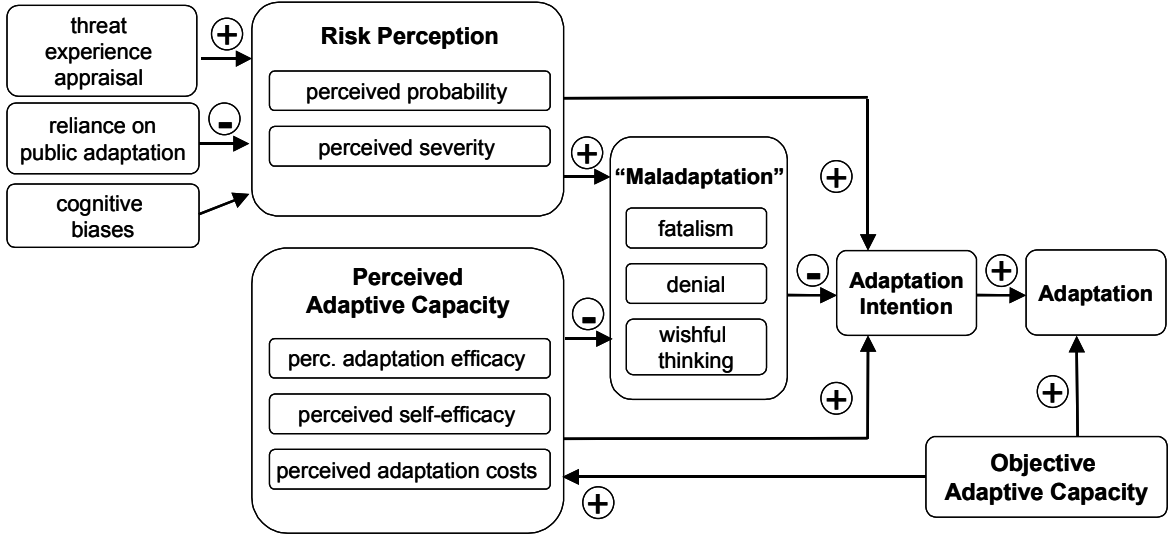 threat
experience
appraisal
+
reliance on
public adaptation
-
cognitive
biases
Risk Perception
perceived probability
perceived severity
+
+
Perceived
Adaptive Capacity
perc. adaptation efficacy
perceived self-efficacy
perceived adaptation costs
-
+
+
“Maladaptation”
fatalism
denial
wishful
thinking
-
Adaptation
Intention
+
Adaptation
+
Objective
Adaptive Capacity